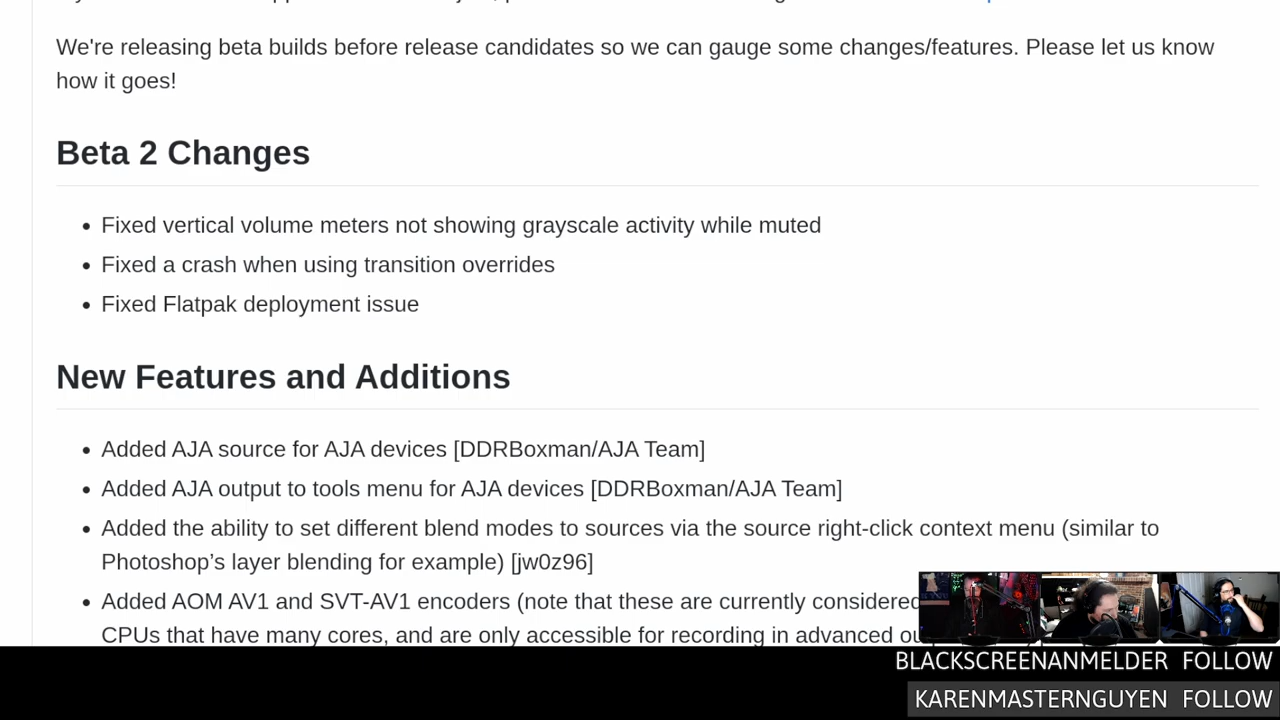 We're releasing beta builds before release candidates so we can gauge some changes/features. Please let us know
how it goes!
Beta 2 Changes
Fixed vertical volume meters not showing grayscale activity while muted
Fixed a crash when using transition overrides
Fixed Flatpak deployment issue
New Features and Additions
Added AJA source for AJA devices [DDRBoxman/AJA Team]
Added AJA output to tools menu for AJA devices [DDRBoxman/AJA Team]
Added the ability to set different blend modes to sources via the source right-click context menu (similar to
Photoshop’s layer blending for example) [jw0z96]
Added AOM AV1 and SVT-AV1 encoders (note that these are currently considered
CPUs that have many cores, and are only accessible for recording in advanced
BLACKSCREENANMELDER FOLLOW
KARENMASTERNGUYEN FOLLOW